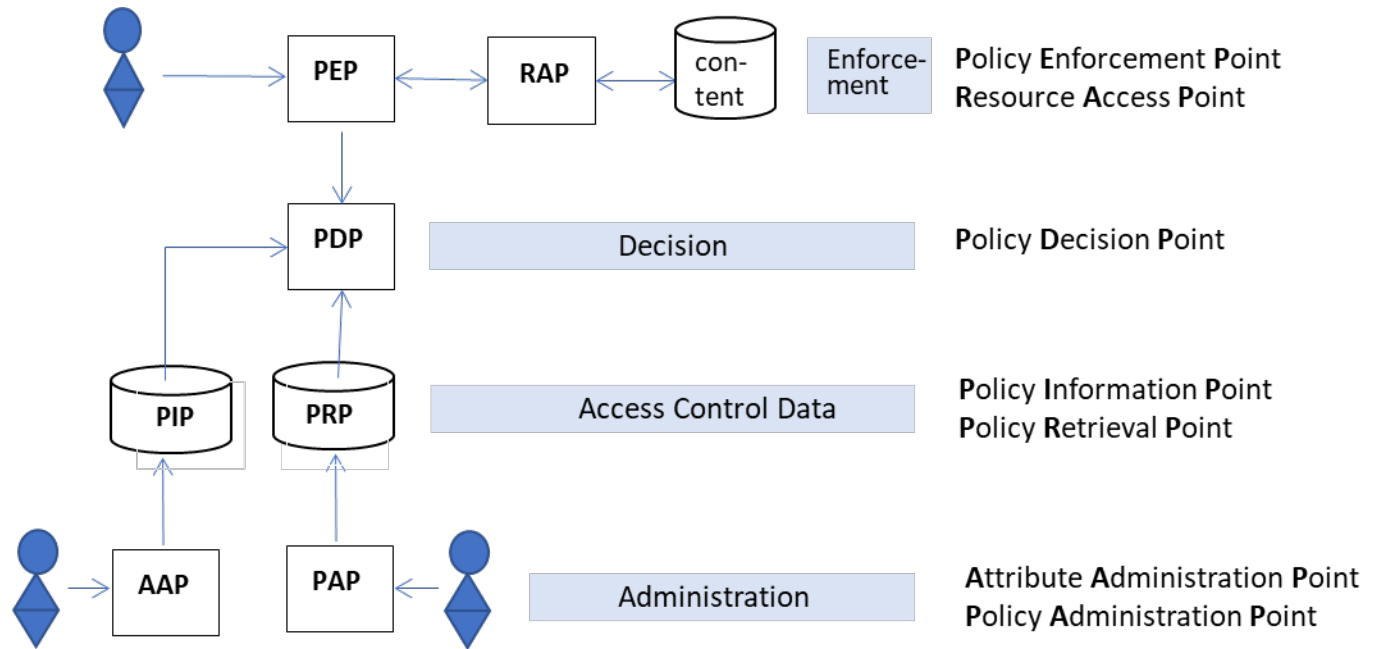 PEP
RAP
con-
tent
Enforce-
ment
Policy Enforcement Point
Resource Access Point
PDP
Decision
Policy Decision Point
PIP
PRP
Access Control Data
Policy Information Point
Policy Retrieval Point
AAP
PAP
Administration
Attribute Administration Point
Policy Administration Point